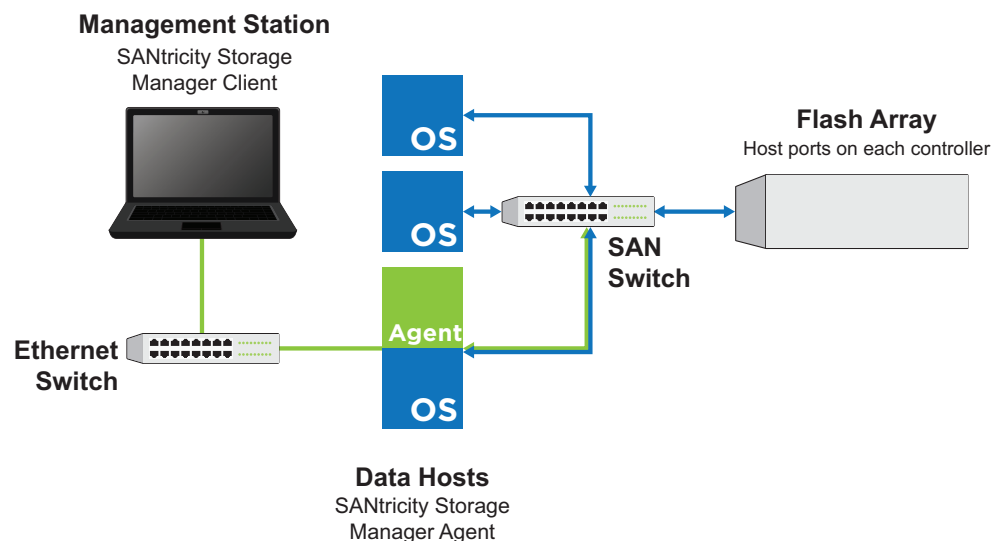 Management Station
SANtricity Storage
Manager Client
OS
Flash Array
Host ports on each controller
OS
SAN
Switch
Agent
Ethernet
Switch
OS
Data Hosts
SANtricity Storage
Manager Agent